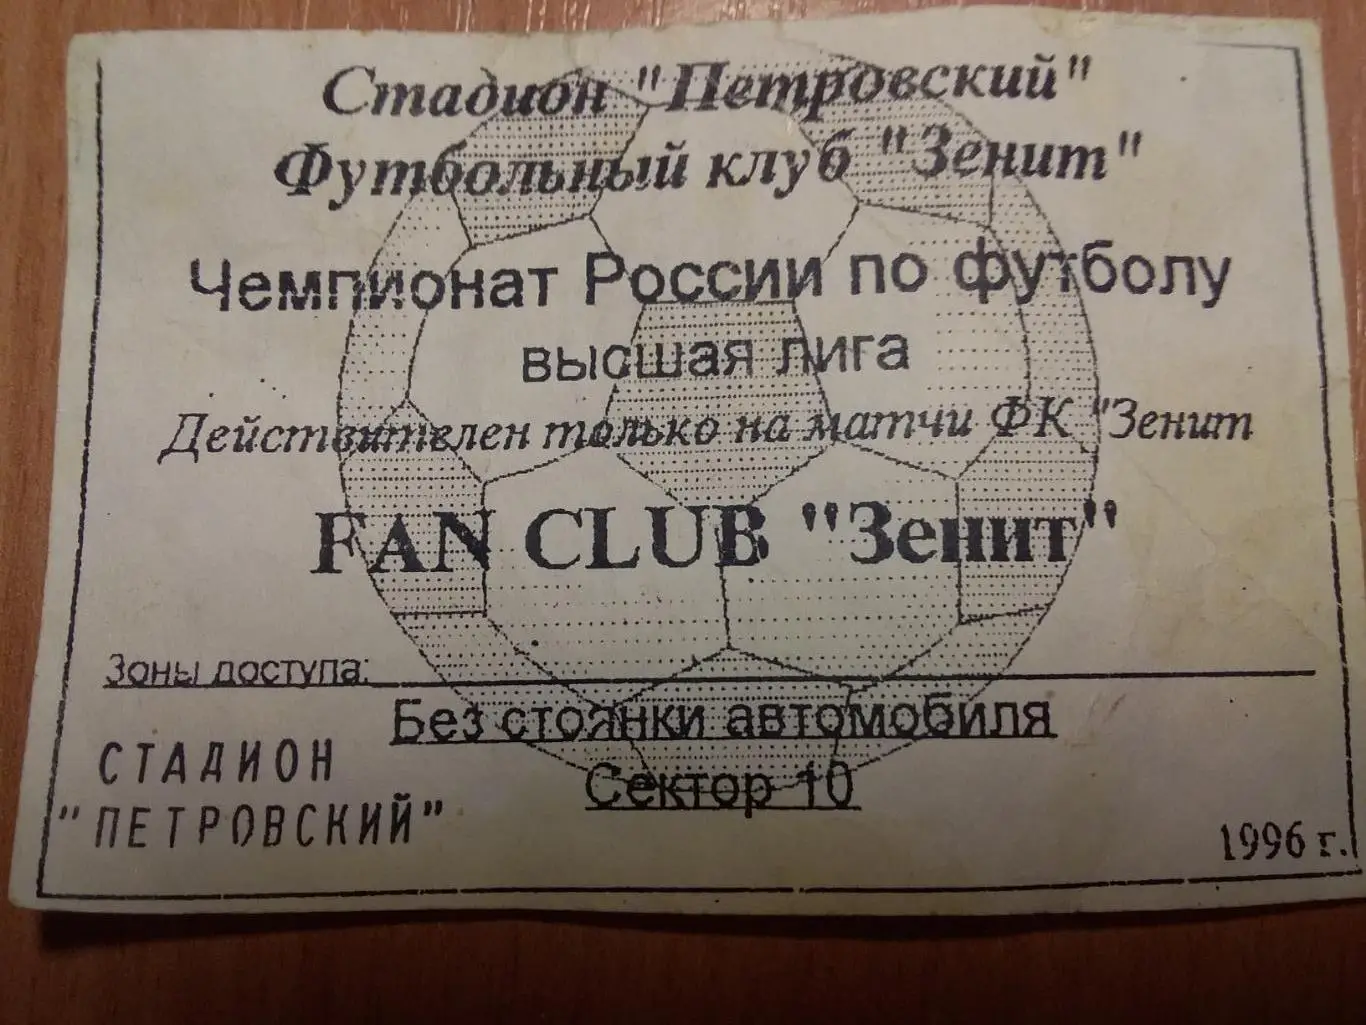 Стадион "Петровский"
Футбольный клуб "Зенит"
Чемпионат России по футболу
высшая лига
Действителен только на матчи ФК "Зенит
FAN CLUB "Зенит"
Зоны доступа:
Без стоянки автомобиля
Сектор 10
СТАДИОН
"ПЕТРОВСКИЙ"
1996 г.